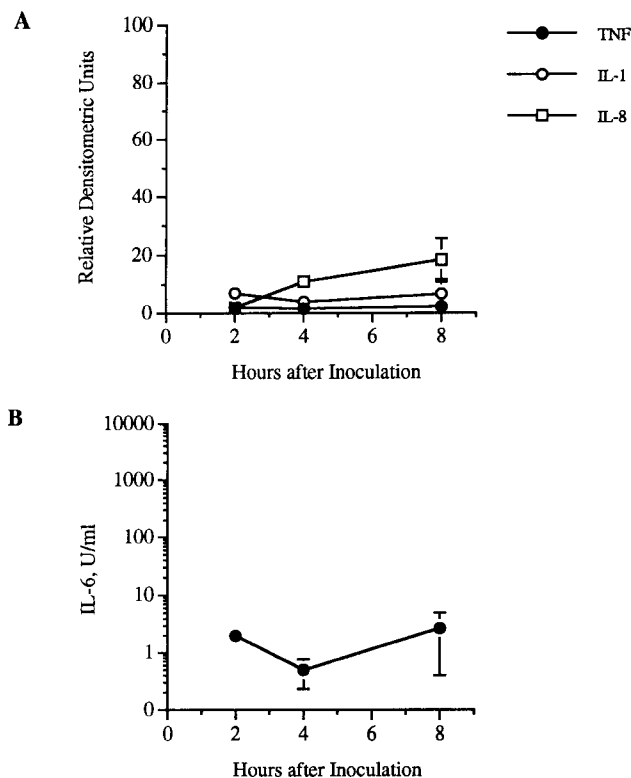 A
Relative Densitometric Units
100
80
60
40
20
0
0 2 4 6 8
Hours after Inoculation
TNF
IL-1
IL-8
B
IL-6, U/ml
10000
1000
100
10
1
0
0 2 4 6 8
Hours after Inoculation